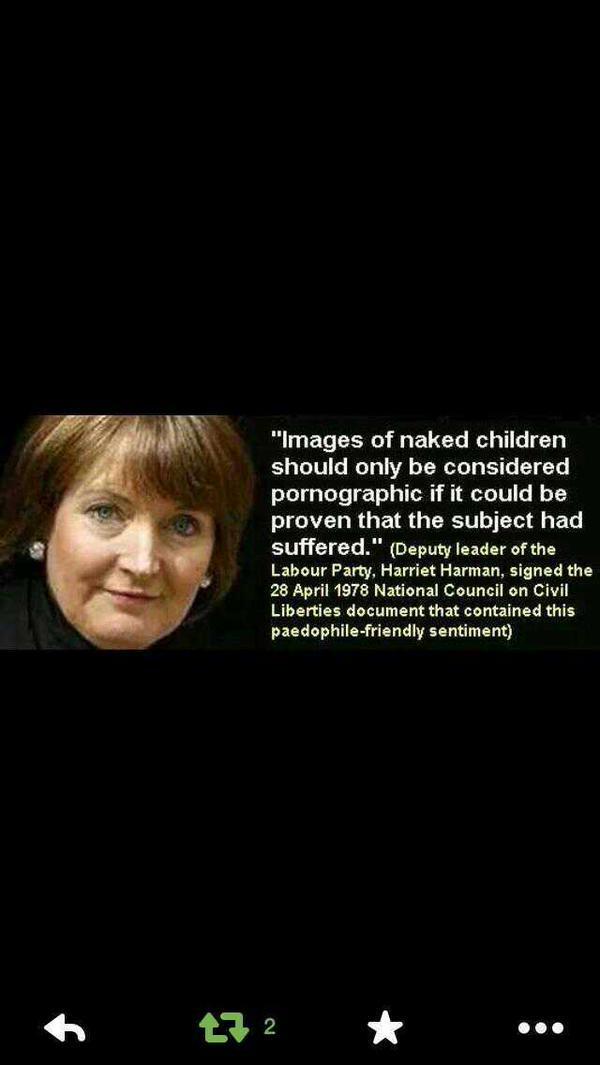 "Images of naked children
should only be considered
pornographic if it could be
proven that the subject had
suffered." (Deputy leader of the
Labour Party, Harriet Harman, signed the
28 April 1978 National Council on Civil
Liberties document that contained this
paedophile-friendly sentiment)
2